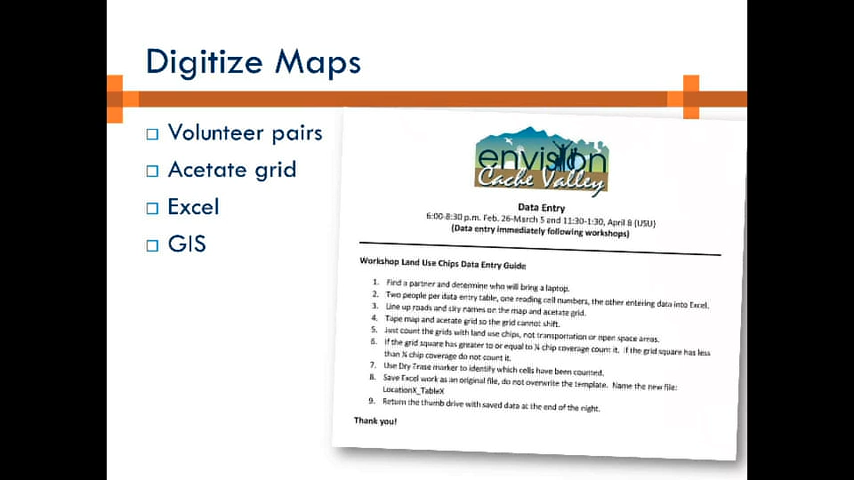 Digitize Maps
Volunteer pairs
Acetate grid
Excel
GIS
envision
Cache Valley
Data Entry
6:00-8:30 p.m. Feb. 26-March 5 and 11:30-1:30, April 8 (USU)
(Data entry immediately following workshops)
Workshop Land Use Chips Data Entry Guide
1. Find a partner and determine who will bring a laptop.
2. Two people per data entry table, one reading cell numbers, the other entering data into Excel.
3. Line up roads and city names on the map and acetate grid.
4. Tape map and acetate grid so the grid cannot shift.
5. Just count the grids with land use chips, not transportation or open space areas.
6. If the grid square has greater to or equal to ¼ chip coverage count it. If the grid square has less
than ¼ chip coverage do not count it.
7. Use Dry Erase marker to identify which cells have been counted.
8. Save Excel work as an original file, do not overwrite the template. Name the new file:
LocationX_TableX
9. Return the thumb drive with saved data at the end of the night.
Thank you!